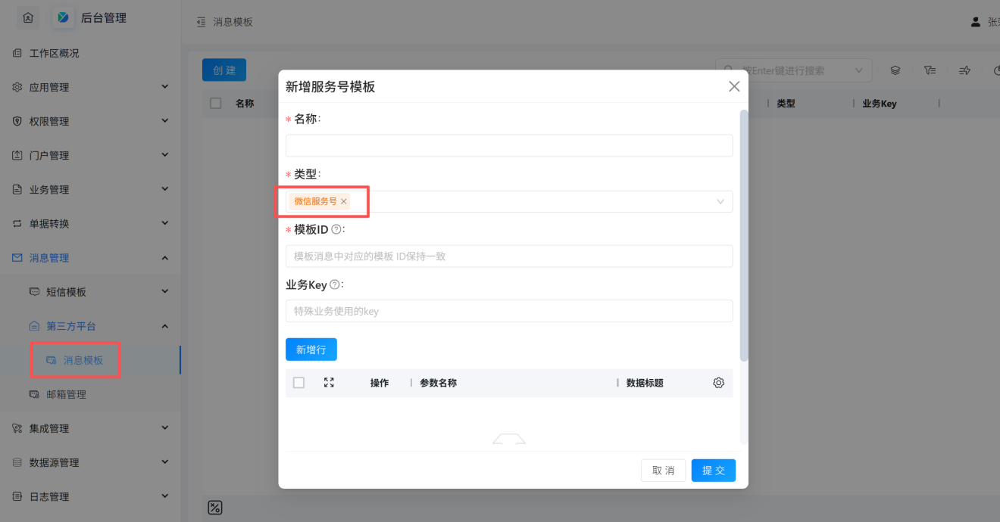 后台管理
消息模板
张
工作区概况
应用管理
权限管理
门户管理
业务管理
单据转换
消息管理
短信模板
第三方平台
消息模板
邮箱管理
集成管理
数据源管理
日志管理
创 建
按Enter键进行搜索
名称
类型
业务Key
新增服务号模板
* 名称:
* 类型:
微信服务号
* 模板ID ?:
模板消息中对应的模板 ID保持一致
业务Key ?:
特殊业务使用的key
新增行
操作 参数名称 数据标题
取 消 提 交